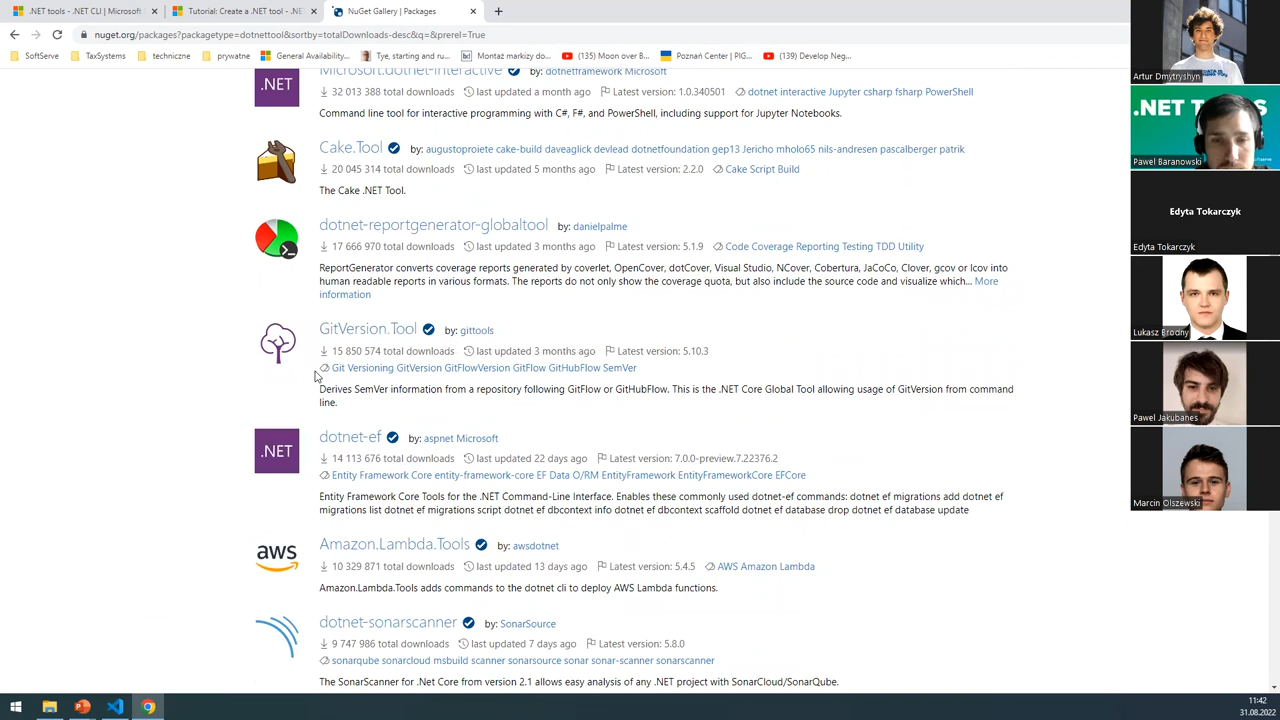 .NET tools - .NET CLI | Microsoft
Tutorial: Create a .NET tool - .NE
NuGet Gallery | Packages
nuget.org/packages?packagetype=dotnettool&sortby=totalDownloads-desc&q=&prerel=True
SoftServe
TaxSystems
techniczne
prywatne
General Availability...
Tye, starting and ru...
Montaż markizy do...
(135) Moon over B...
Poznań Center | PIG...
(139) Develop Neg...
Microsoft.dotnet-interactive by: dotnetframework Microsoft
.NET
32 013 388 total downloads last updated a month ago Latest version: 1.0.340501 dotnet interactive Jupyter csharp fsharp PowerShell
Command line tool for interactive programming with C#, F#, and PowerShell, including support for Jupyter Notebooks.
Cake.Tool by: augustoproiete cake-build daveaglick devlead dotnetfoundation gep13 Jericho mholo65 nils-andresen pascalberger patrik
20 045 314 total downloads last updated 5 months ago Latest version: 2.2.0 Cake Script Build
The Cake .NET Tool.
dotnet-reportgenerator-globaltool by: danielpalme
17 666 970 total downloads last updated 3 months ago Latest version: 5.1.9 Code Coverage Reporting Testing TDD Utility
ReportGenerator converts coverage reports generated by coverlet, OpenCover, dotCover, Visual Studio, NCover, Cobertura, JaCoCo, Clover, gcov or lcov into
human readable reports in various formats. The reports do not only show the coverage quota, but also include the source code and visualize which... More
information
GitVersion.Tool by: gittools
15 850 574 total downloads last updated 3 months ago Latest version: 5.10.3
Git Versioning GitVersion GitFlowVersion GitFlow GitHubFlow SemVer
Derives SemVer information from a repository following GitFlow or GitHubFlow. This is the .NET Core Global Tool allowing usage of GitVersion from command
line.
.NET
dotnet-ef by: aspnet Microsoft
14 113 676 total downloads last updated 22 days ago Latest version: 7.0.0-preview.7.22376.2
Entity Framework Core entity-framework-core EF Data O/RM EntityFramework EntityFrameworkCore EFCore
Entity Framework Core Tools for the .NET Command-Line Interface. Enables these commonly used dotnet-ef commands: dotnet ef migrations add dotnet ef
migrations list dotnet ef migrations script dotnet ef dbcontext info dotnet ef dbcontext scaffold dotnet ef database drop dotnet ef database update
aws
Amazon.Lambda.Tools by: awsdotnet
10 329 871 total downloads last updated 13 days ago Latest version: 5.4.5 AWS Amazon Lambda
Amazon.Lambda.Tools adds commands to the dotnet cli to deploy AWS Lambda functions.
dotnet-sonarscanner by: SonarSource
9 747 986 total downloads last updated 7 days ago Latest version: 5.8.0
sonarqube sonarcloud msbuild scanner sonarsource sonar sonar-scanner sonarscanner
The SonarScanner for .Net Core from version 2.1 allows easy analysis of any .NET project with SonarCloud/SonarQube.
Artur Dmytryshyn
Pawel Baranowski
Edyta Tokarczyk
Edyta Tokarczyk
Lukasz Brodny
Pawel Jakubanes
Marcin Olszewski
11:42
31.08.2022